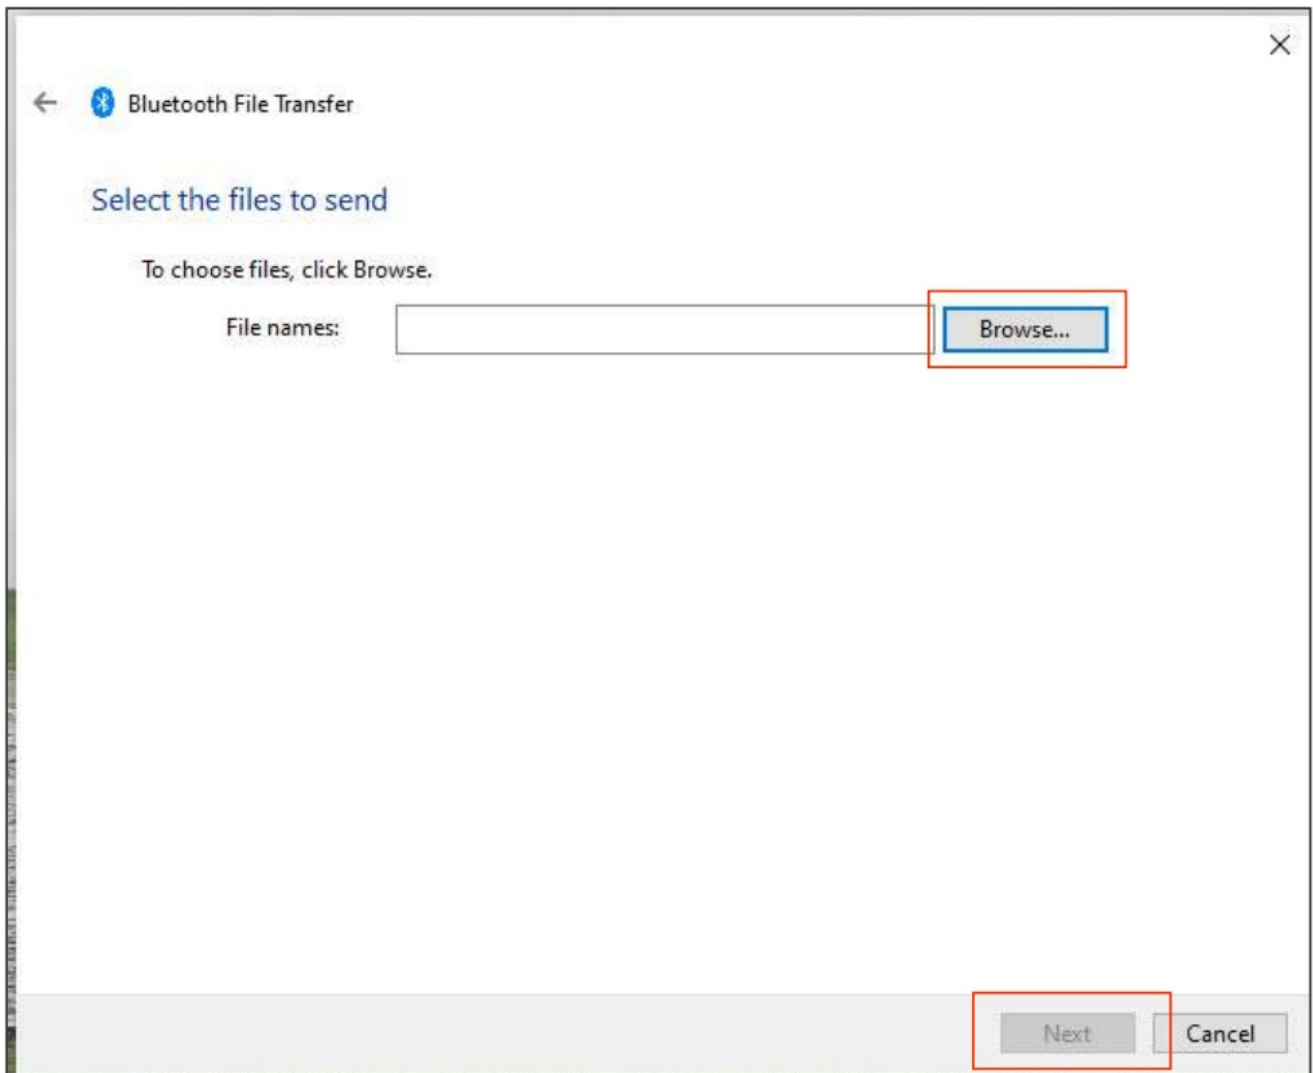 Bluetooth File Transfer
Select the files to send
To choose files, click Browse.
File names:
Browse...
Next
Cancel